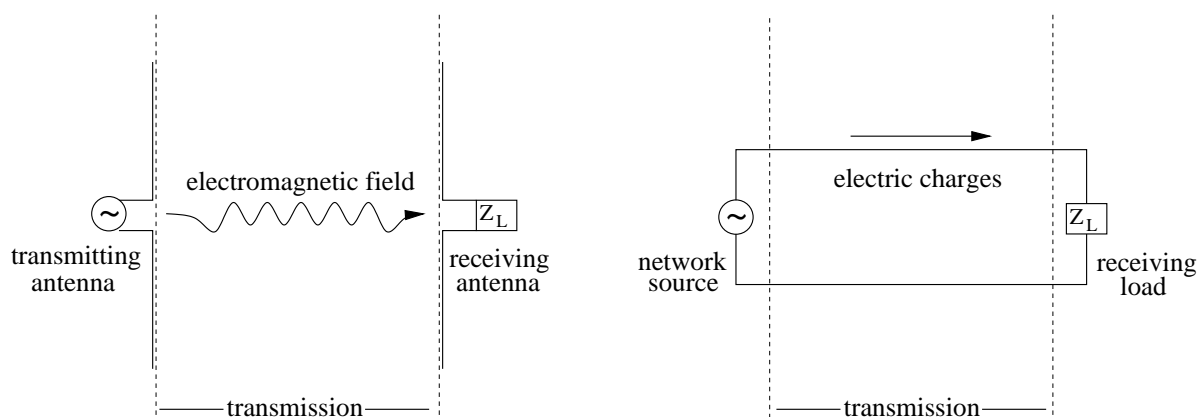 electromagnetic field
~
Z_L
transmitting
antenna
receiving
antenna
transmission
electric charges
~
Z_L
network
source
receiving
load
transmission